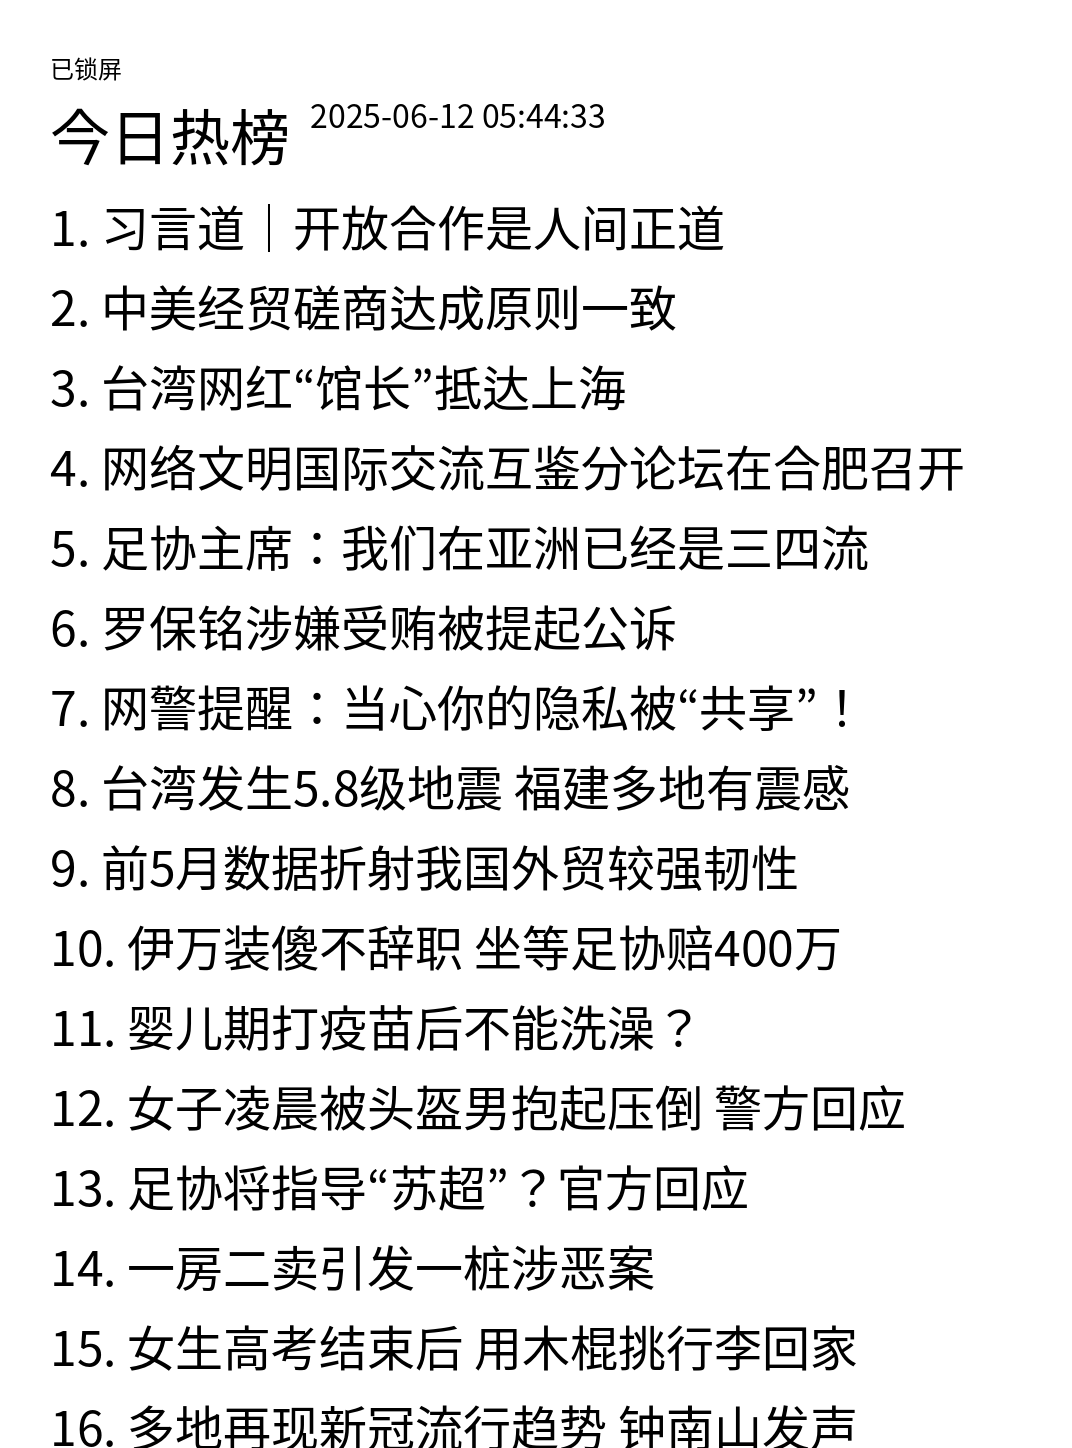 已锁屏
今日热榜 2025-06-12 05:44:33
1. 习言道｜开放合作是人间正道
2. 中美经贸磋商达成原则一致
3. 台湾网红“馆长”抵达上海
4. 网络文明国际交流互鉴分论坛在合肥召开
5. 足协主席：我们在亚洲已经是三四流
6. 罗保铭涉嫌受贿被提起公诉
7. 网警提醒：当心你的隐私被“共享”！
8. 台湾发生5.8级地震 福建多地有震感
9. 前5月数据折射我国外贸较强韧性
10. 伊万装傻不辞职 坐等足协赔400万
11. 婴儿期打疫苗后不能洗澡？
12. 女子凌晨被头盔男抱起压倒 警方回应
13. 足协将指导“苏超”？官方回应
14. 一房二卖引发一桩涉恶案
15. 女生高考结束后 用木棍挑行李回家
16. 多地再现新冠流行趋势 钟南山发声